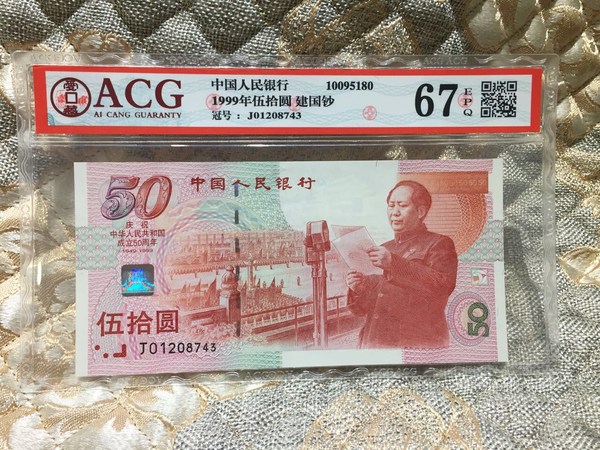 ACG
AI CANG GUARANTY
中国人民银行 10095180
1999年伍拾圆 建国钞
冠号：J01208743
67 EPQ
50
中国人民银行
庆祝
中华人民共和国
成立50周年
1949-1999
伍拾圆
J01208743
50